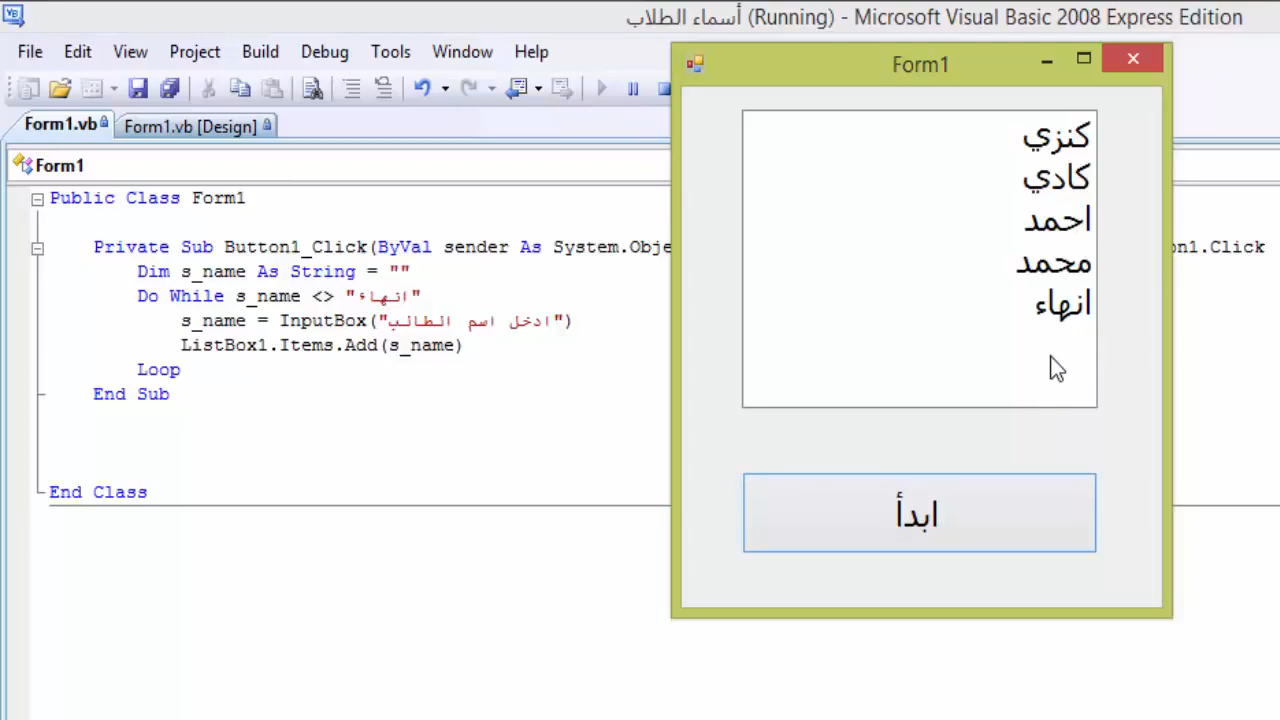 أسماء الطلاب (Running) - Microsoft Visual Basic 2008 Express Edition
File Edit View Project Build Debug Tools Window Help
Form1.vb Form1.vb [Design]
Form1
Public Class Form1
Private Sub Button1_Click(ByVal sender As System.Obje
on1.Click
Dim s_name As String = ""
Do While s_name <> "انهاء"
s_name = InputBox("ادخل اسم الطالب")
ListBox1.Items.Add(s_name)
Loop
End Sub
End Class
Form1
كنزي
كادي
احمد
محمد
انهاء
ابدأ